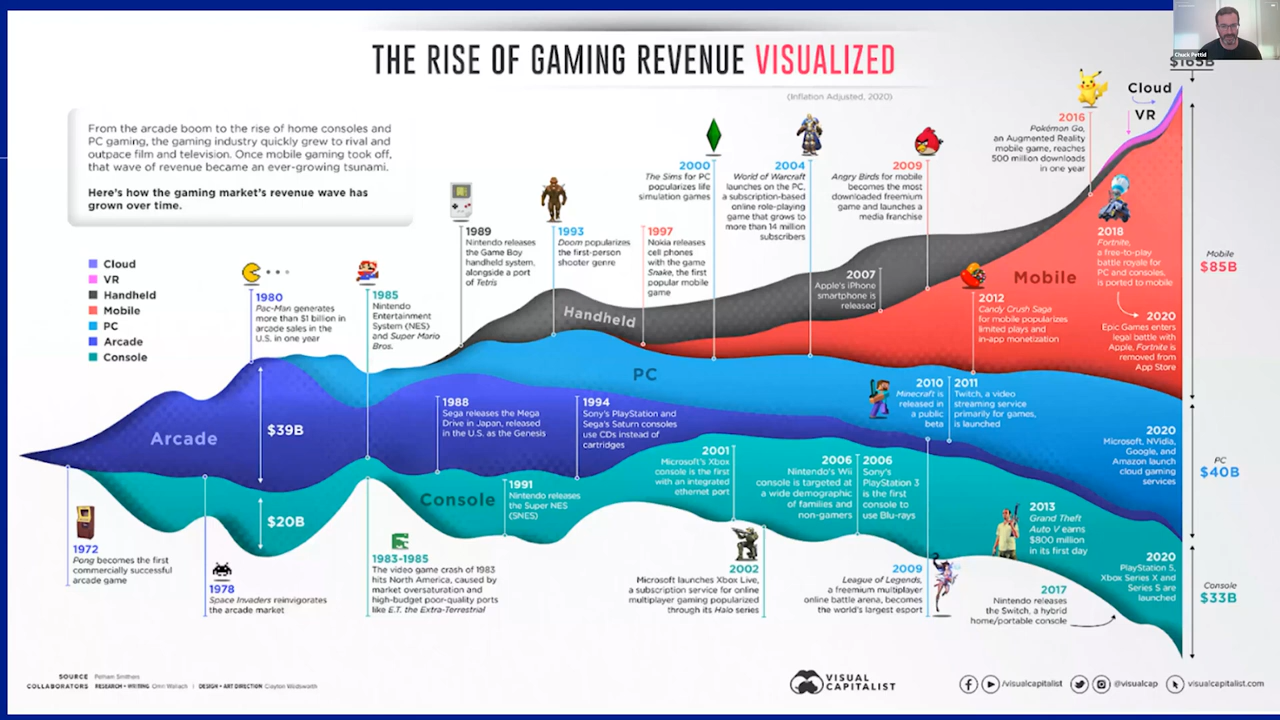 Chuck Pettid
THE RISE OF GAMING REVENUE VISUALIZED
(Inflation Adjusted, 2020)
$165B
From the arcade boom to the rise of home consoles and
PC gaming, the gaming industry quickly grew to rival and
outpace film and television. Once mobile gaming took off,
that wave of revenue became an ever-growing tsunami.
Here's how the gaming market's revenue wave has
grown over time.
Cloud
VR
Handheld
Mobile
PC
Arcade
Console
1980
Pac-Man generates
more than $1 billion in
arcade sales in the
U.S. in one year
1985
Nintendo
Entertainment
System (NES)
and Super Mario
Bros.
1989
Nintendo releases
the Game Boy
handheld system,
alongside a port
of Tetris
1993
Doom popularizes
the first-person
shooter genre
1997
Nokia releases
cell phones
with the game
Snake, the first
popular mobile
game
2000
The Sims for PC
popularizes life
simulation games
2004
World of Warcraft
launches on the PC,
a subscription-based
online role-playing
game that grows to
more than 14 million
subscribers
2009
Angry Birds for mobile
becomes the most
downloaded freemium
game and launches a
media franchise
2016
Pokémon Go,
an Augmented Reality
mobile game, reaches
500 million downloads
in one year
Cloud
VR
2007
Apple's iPhone
smartphone is
released
Mobile
2012
Candy Crush Saga
for mobile popularizes
limited plays and
in-app monetization
2018
Fortnite,
a free-to-play
battle royale for
PC and consoles,
is ported to mobile
2020
Epic Games enters
legal battle with
Apple, Fortnite is
removed from
App Store
Mobile
$85B
Handheld
PC
Arcade
$39B
1988
Sega releases the Mega
Drive in Japan, released
in the U.S. as the Genesis
1994
Sony's PlayStation and
Sega's Saturn consoles
use CDs instead of
cartridges
2010
Minecraft is
released in
a public
beta
2011
Twitch, a video
streaming service
primarily for games,
is launched
2020
Microsoft, NVidia,
Google, and
Amazon launch
cloud gaming
services
PC
$40B
Console
$20B
1991
Nintendo releases
the Super NES
(SNES)
2001
Microsoft's Xbox
console is the first
with an integrated
ethernet port
2006
Nintendo's Wii
console is targeted at
a wide demographic
of families and
non-gamers
2006
Sony's
PlayStation 3
is the first
console to
use Blu-rays
2013
Grand Theft
Auto V earns
$800 million
in its first day
2020
PlayStation 5,
Xbox Series X and
Series S are
launched
Console
$33B
1972
Pong becomes the first
commercially successful
arcade game
1978
Space Invaders reinvigorates
the arcade market
1983-1985
The video game crash of 1983
hits North America, caused by
market oversaturation and
high-budget poor-quality ports
like E.T. the Extra-Terrestrial
2002
Microsoft launches Xbox Live,
a subscription service for online
multiplayer gaming popularized
through its Halo series
2009
League of Legends,
a freemium multiplayer
online battle arena, becomes
the world's largest esport
2017
Nintendo releases
the Switch, a hybrid
home/portable console
SOURCE Pelham Smithers
COLLABORATORS RESEARCH + WRITING Omri Wallach | DESIGN + ART DIRECTION Clayton Wadsworth
VISUAL
CAPITALIST
/visualcapitalist @visualcap visualcapitalist.com